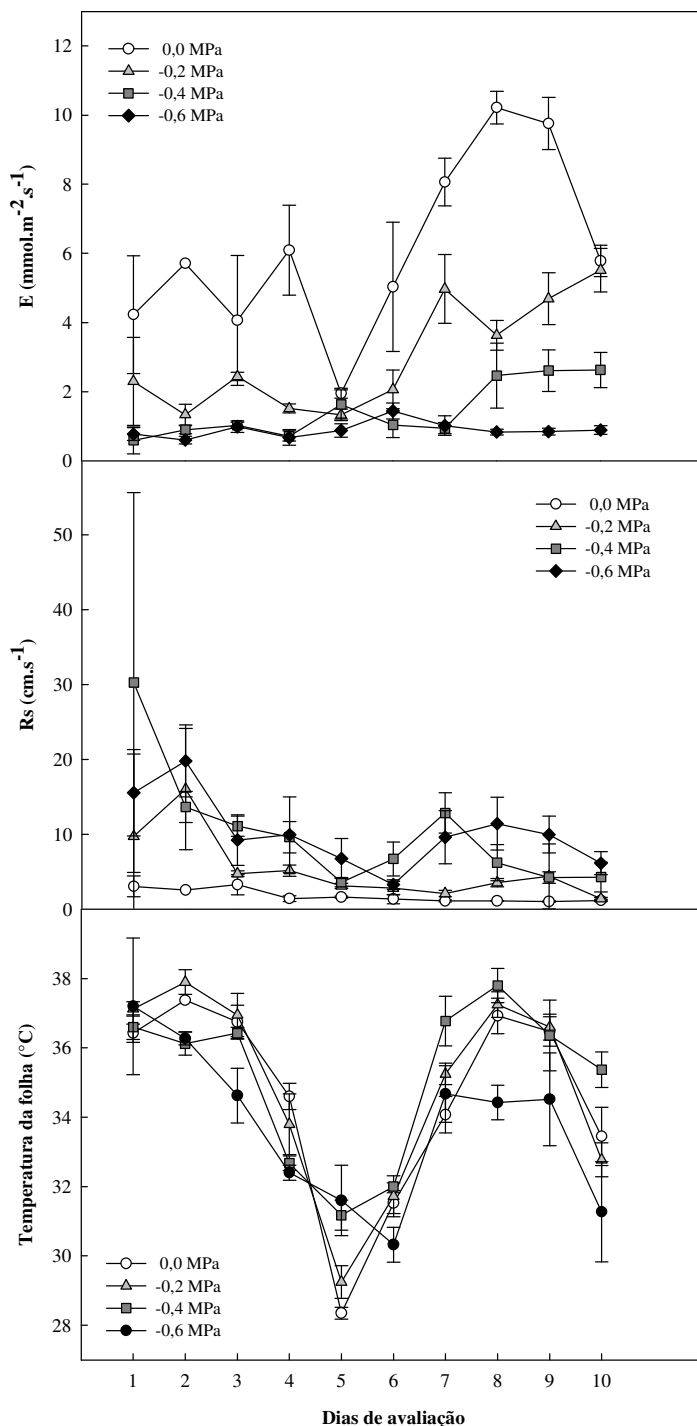 12
10
8
6
4
2
0
E (mmol.m⁻².s⁻¹)
0,0 MPa
-0,2 MPa
-0,4 MPa
-0,6 MPa
50
40
30
20
10
0
Rs (cm.s⁻¹)
0,0 MPa
-0,2 MPa
-0,4 MPa
-0,6 MPa
38
36
34
32
30
28
Temperatura da folha (°C)
0,0 MPa
-0,2 MPa
-0,4 MPa
-0,6 MPa
1 2 3 4 5 6 7 8 9 10
Dias de avaliação